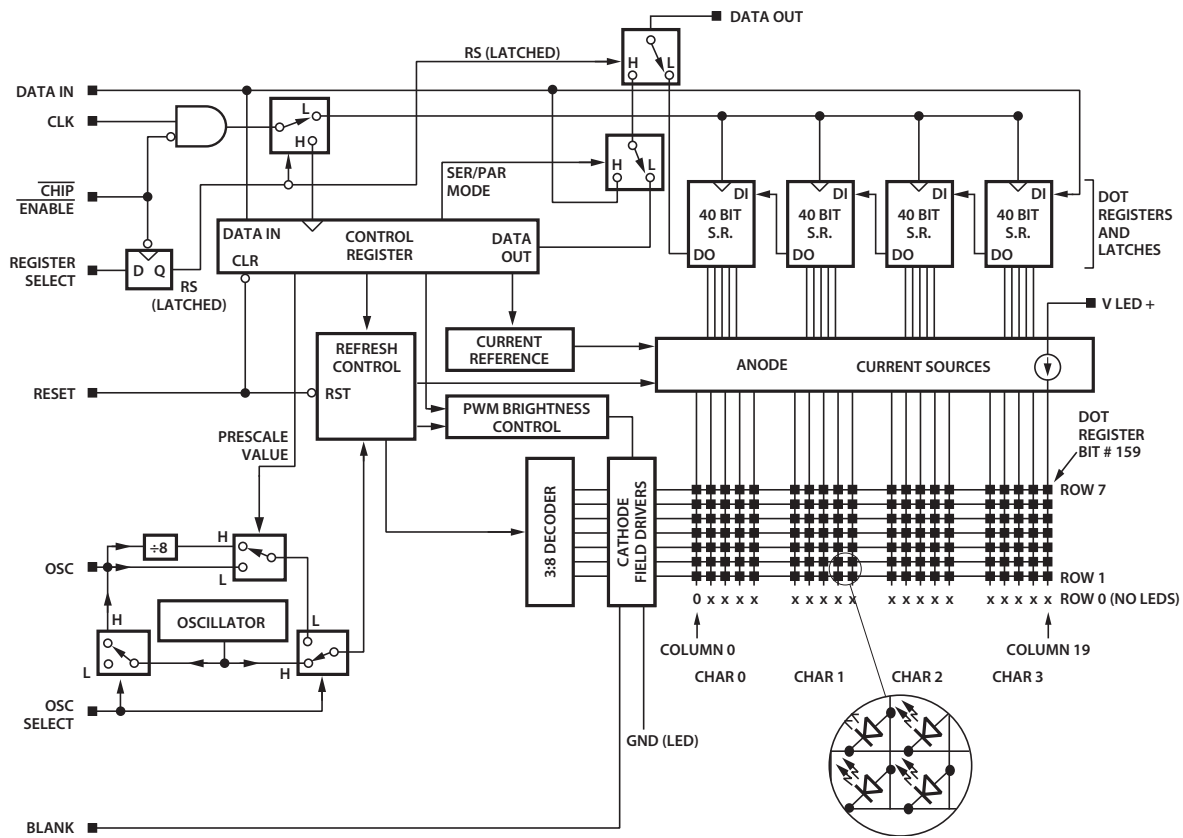 DATA OUT
RS (LATCHED)
H
L
DATA IN
CLK
L
H
CHIP
ENABLE
SER/PAR
MODE
H
L
DI
40 BIT
S.R.
DO
DI
40 BIT
S.R.
DO
DI
40 BIT
S.R.
DO
DI
40 BIT
S.R.
DO
DOT
REGISTERS
AND
LATCHES
REGISTER
SELECT
D Q
RS
(LATCHED)
DATA IN
CONTROL
REGISTER
DATA
OUT
CLR
V LED +
REFRESH
CONTROL
RST
CURRENT
REFERENCE
ANODE
CURRENT SOURCES
RESET
PWM BRIGHTNESS
CONTROL
PRESCALE
VALUE
DOT
REGISTER
BIT # 159
3:8 DECODER
CATHODE
FIELD DRIVERS
ROW 7
ROW 1
ROW 0 (NO LEDS)
0 x x x x
x x x x x
x x x x x
x x x x x
OSC
÷8
H
L
OSCILLATOR
H
L
L
H
COLUMN 0
COLUMN 19
CHAR 0
CHAR 1
CHAR 2
CHAR 3
OSC
SELECT
GND (LED)
BLANK